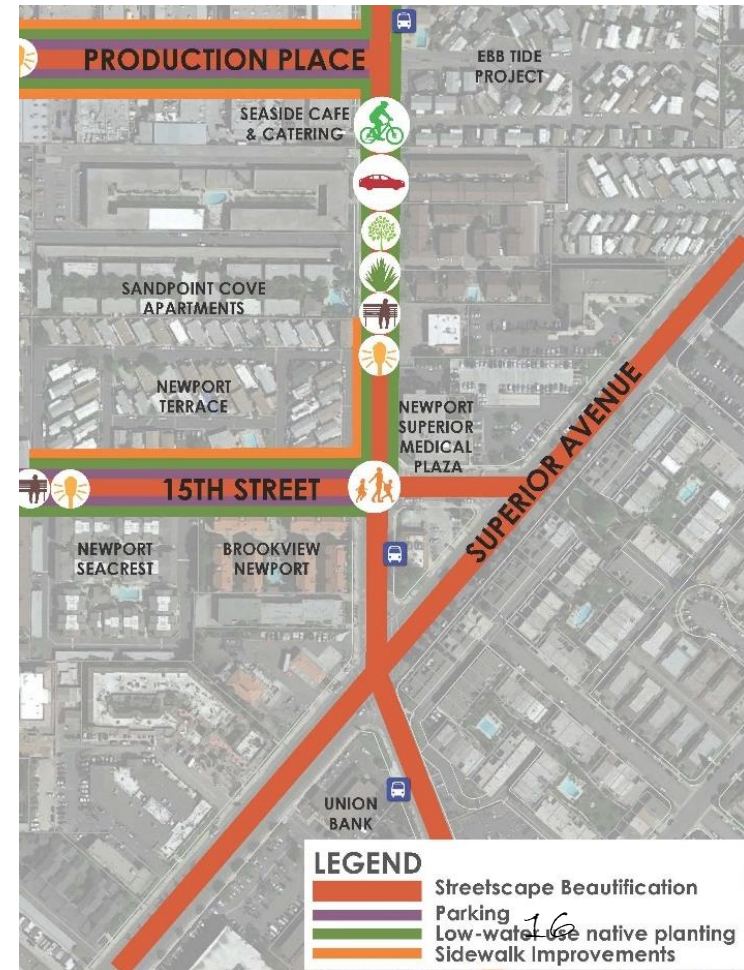 PRODUCTION PLACE
EBB TIDE
PROJECT
SEASIDE CAFE
& CATERING
SANDPOINT COVE
APARTMENTS
NEWPORT
TERRACE
NEWPORT
SUPERIOR
MEDICAL
PLAZA
SUPERIOR AVENUE
15TH STREET
NEWPORT
SEACREST
BROOKVIEW
NEWPORT
UNION
BANK
LEGEND
Streetscape Beautification
Parking
16
Low-water use native planting
Sidewalk Improvements